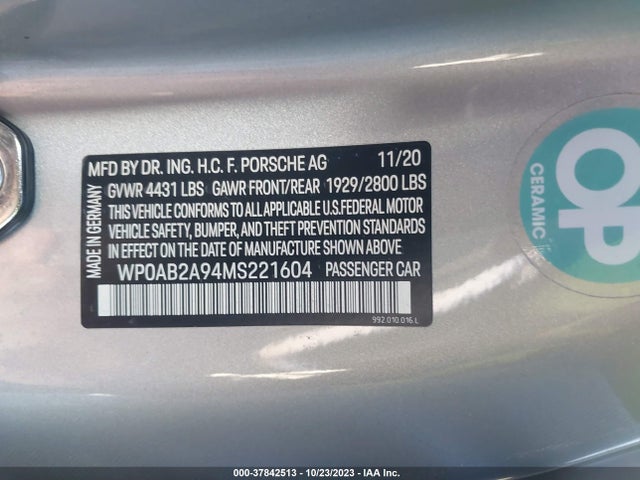 MFD BY DR. ING. H.C. F. PORSCHE AG 11/20
GVWR 4431 LBS GAWR FRONT/REAR 1929/2800 LBS
THIS VEHICLE CONFORMS TO ALL APPLICABLE U.S.FEDERAL MOTOR
VEHICLE SAFETY, BUMPER, AND THEFT PREVENTION STANDARDS
IN EFFECT ON THE DATE OF MANUFACTURE SHOWN ABOVE
WP0AB2A94MS221604 PASSENGER CAR
992.010.016 L
MADE IN GERMANY
OP
CERAMIC
000-37842513 - 10/23/2023 - IAA Inc.